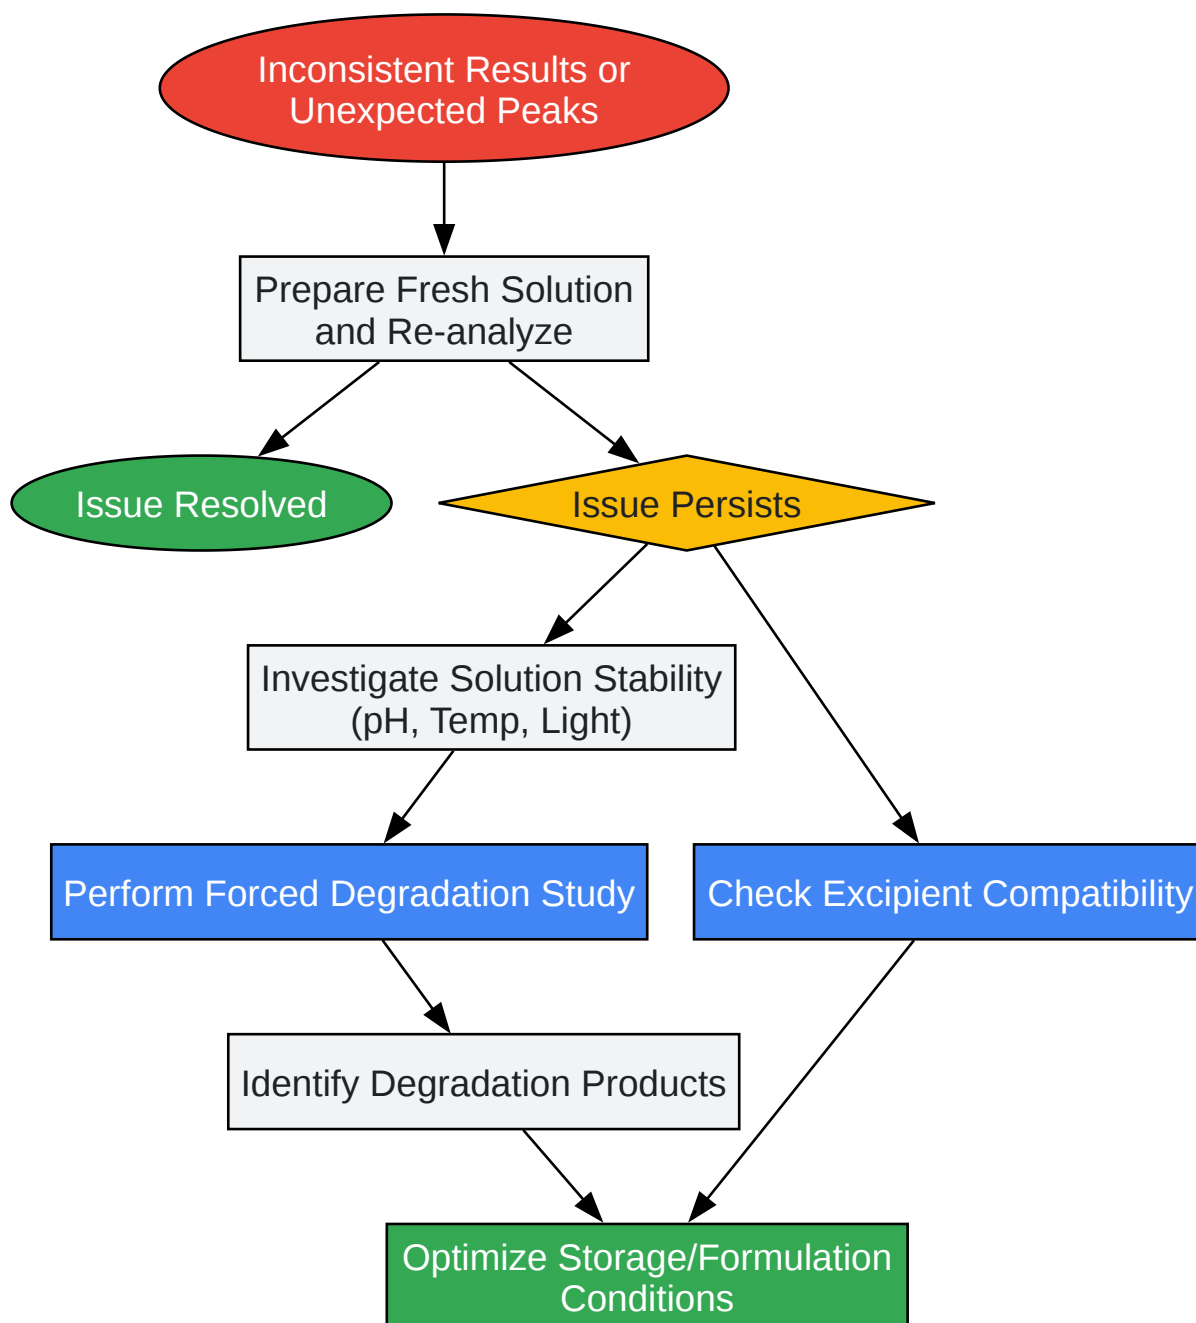 Inconsistent Results or
Unexpected Peaks
Prepare Fresh Solution
and Re-analyze
Issue Resolved
Issue Persists
Investigate Solution Stability
(pH, Temp, Light)
Perform Forced Degradation Study
Check Excipient Compatibility
Identify Degradation Products
Optimize Storage/Formulation
Conditions